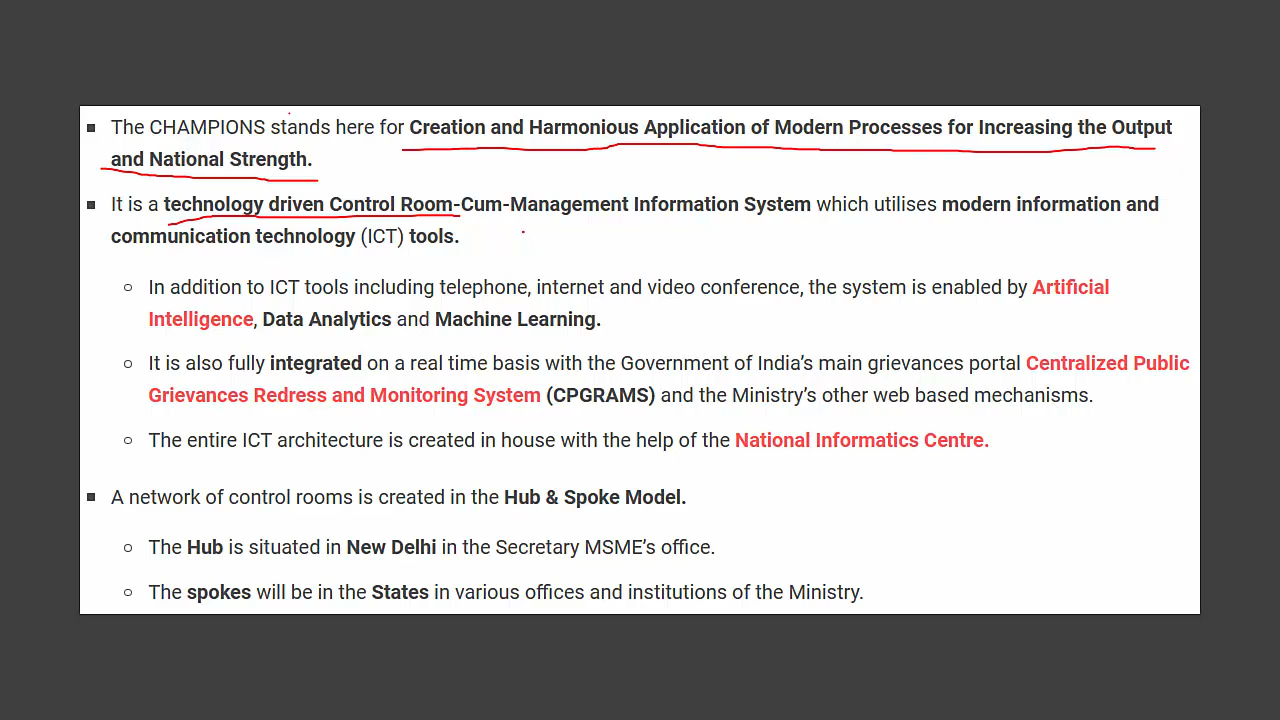 The CHAMPIONS stands here for Creation and Harmonious Application of Modern Processes for Increasing the Output
and National Strength.
It is a technology driven Control Room-Cum-Management Information System which utilises modern information and
communication technology (ICT) tools.
In addition to ICT tools including telephone, internet and video conference, the system is enabled by Artificial
Intelligence, Data Analytics and Machine Learning.
It is also fully integrated on a real time basis with the Government of India’s main grievances portal Centralized Public
Grievances Redress and Monitoring System (CPGRAMS) and the Ministry’s other web based mechanisms.
The entire ICT architecture is created in house with the help of the National Informatics Centre.
A network of control rooms is created in the Hub & Spoke Model.
The Hub is situated in New Delhi in the Secretary MSME’s office.
The spokes will be in the States in various offices and institutions of the Ministry.